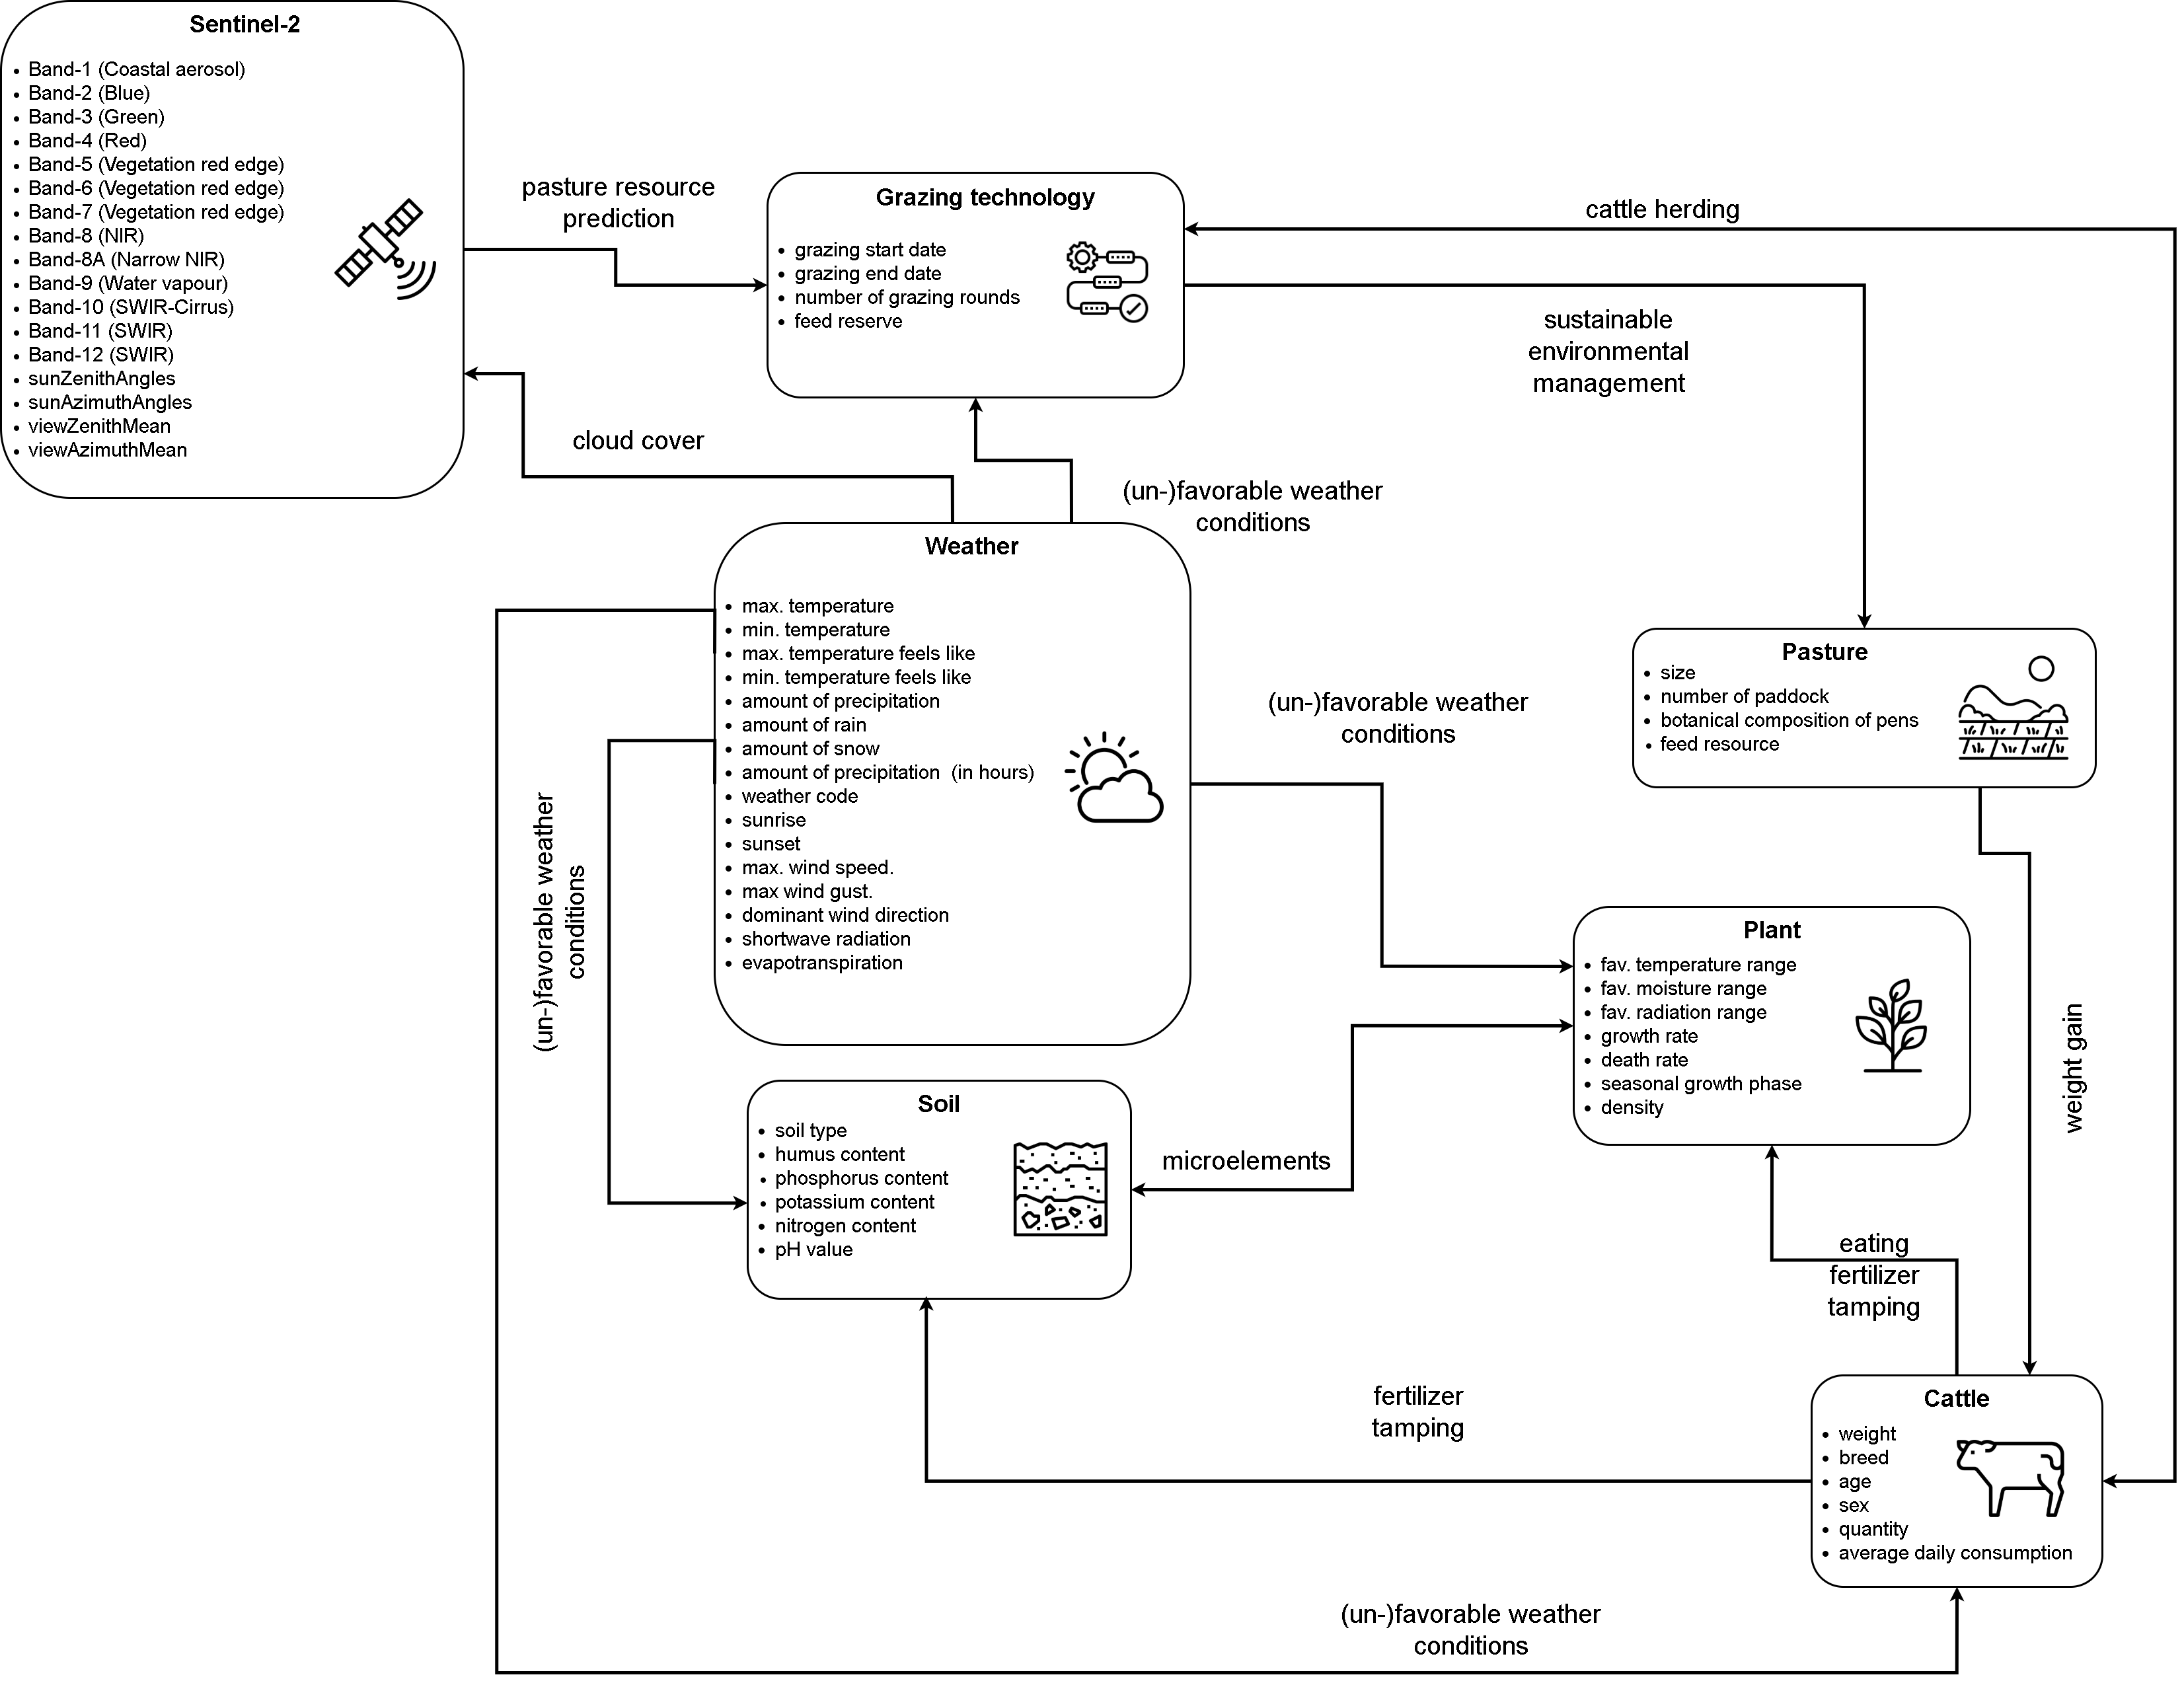 Sentinel-2
Band-1 (Coastal aerosol)
Band-2 (Blue)
Band-3 (Green)
Band-4 (Red)
Band-5 (Vegetation red edge)
Band-6 (Vegetation red edge)
Band-7 (Vegetation red edge)
Band-8 (NIR)
Band-8A (Narrow NIR)
Band-9 (Water vapour)
Band-10 (SWIR-Cirrus)
Band-11 (SWIR)
Band-12 (SWIR)
sunZenithAngles
sunAzimuthAngles
viewZenithMean
viewAzimuthMean
pasture resource
prediction
Grazing technology
grazing start date
grazing end date
number of grazing rounds
feed reserve
cattle herding
sustainable
environmental
management
cloud cover
(un-)favorable weather
conditions
Weather
max. temperature
min. temperature
max. temperature feels like
min. temperature feels like
amount of precipitation
amount of rain
amount of snow
amount of precipitation (in hours)
weather code
sunrise
sunset
max. wind speed.
max wind gust.
dominant wind direction
shortwave radiation
evapotranspiration
(un-)favorable weather
conditions
(un-)favorable weather
conditions
Pasture
size
number of paddock
botanical composition of pens
feed resource
Plant
fav. temperature range
fav. moisture range
fav. radiation range
growth rate
death rate
seasonal growth phase
density
weight gain
Soil
soil type
humus content
phosphorus content
potassium content
nitrogen content
pH value
microelements
eating
fertilizer
tamping
fertilizer
tamping
Cattle
weight
breed
age
sex
quantity
average daily consumption
(un-)favorable weather
conditions